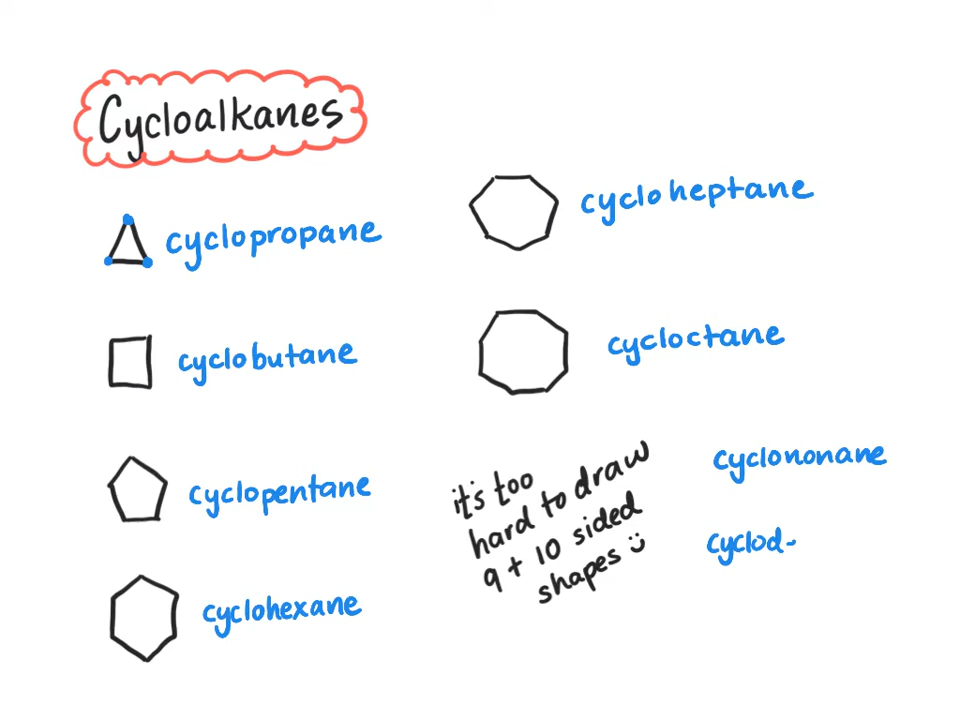 Cycloalkanes
cyclopropane
cyclobutane
cyclopentane
cyclohexane
cycloheptane
cycloctane
it's too
hard to draw
9 + 10 sided
shapes
cyclononane
cyclod-